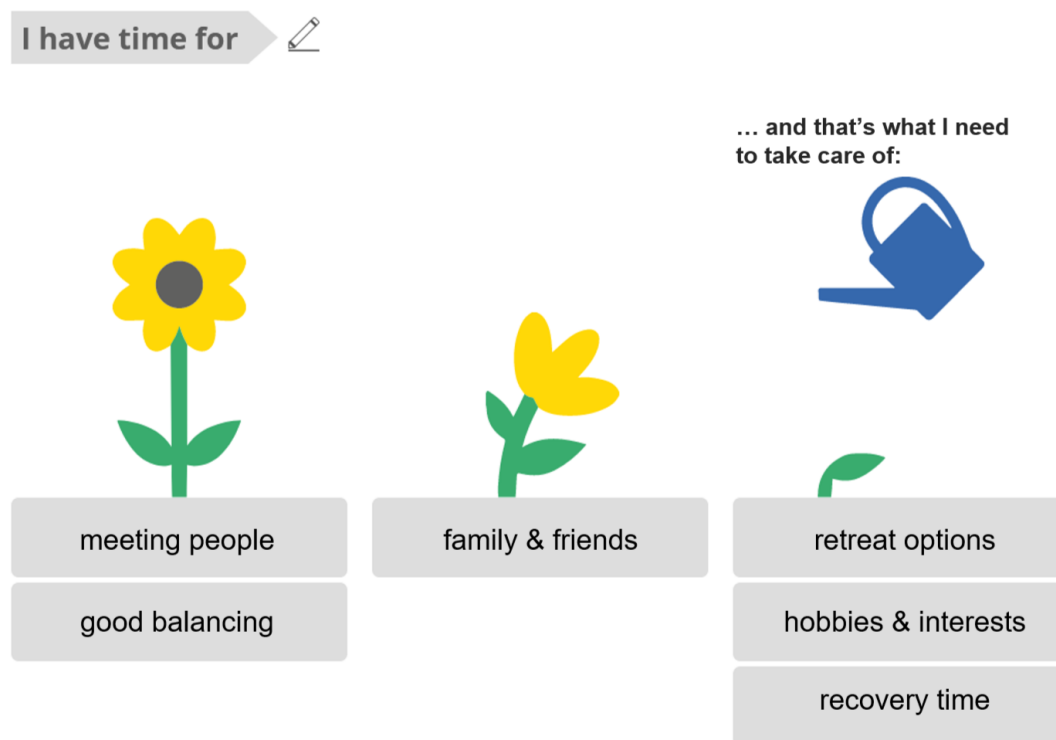 I have time for
… and that’s what I need
to take care of:
meeting people
family & friends
retreat options
good balancing
hobbies & interests
recovery time